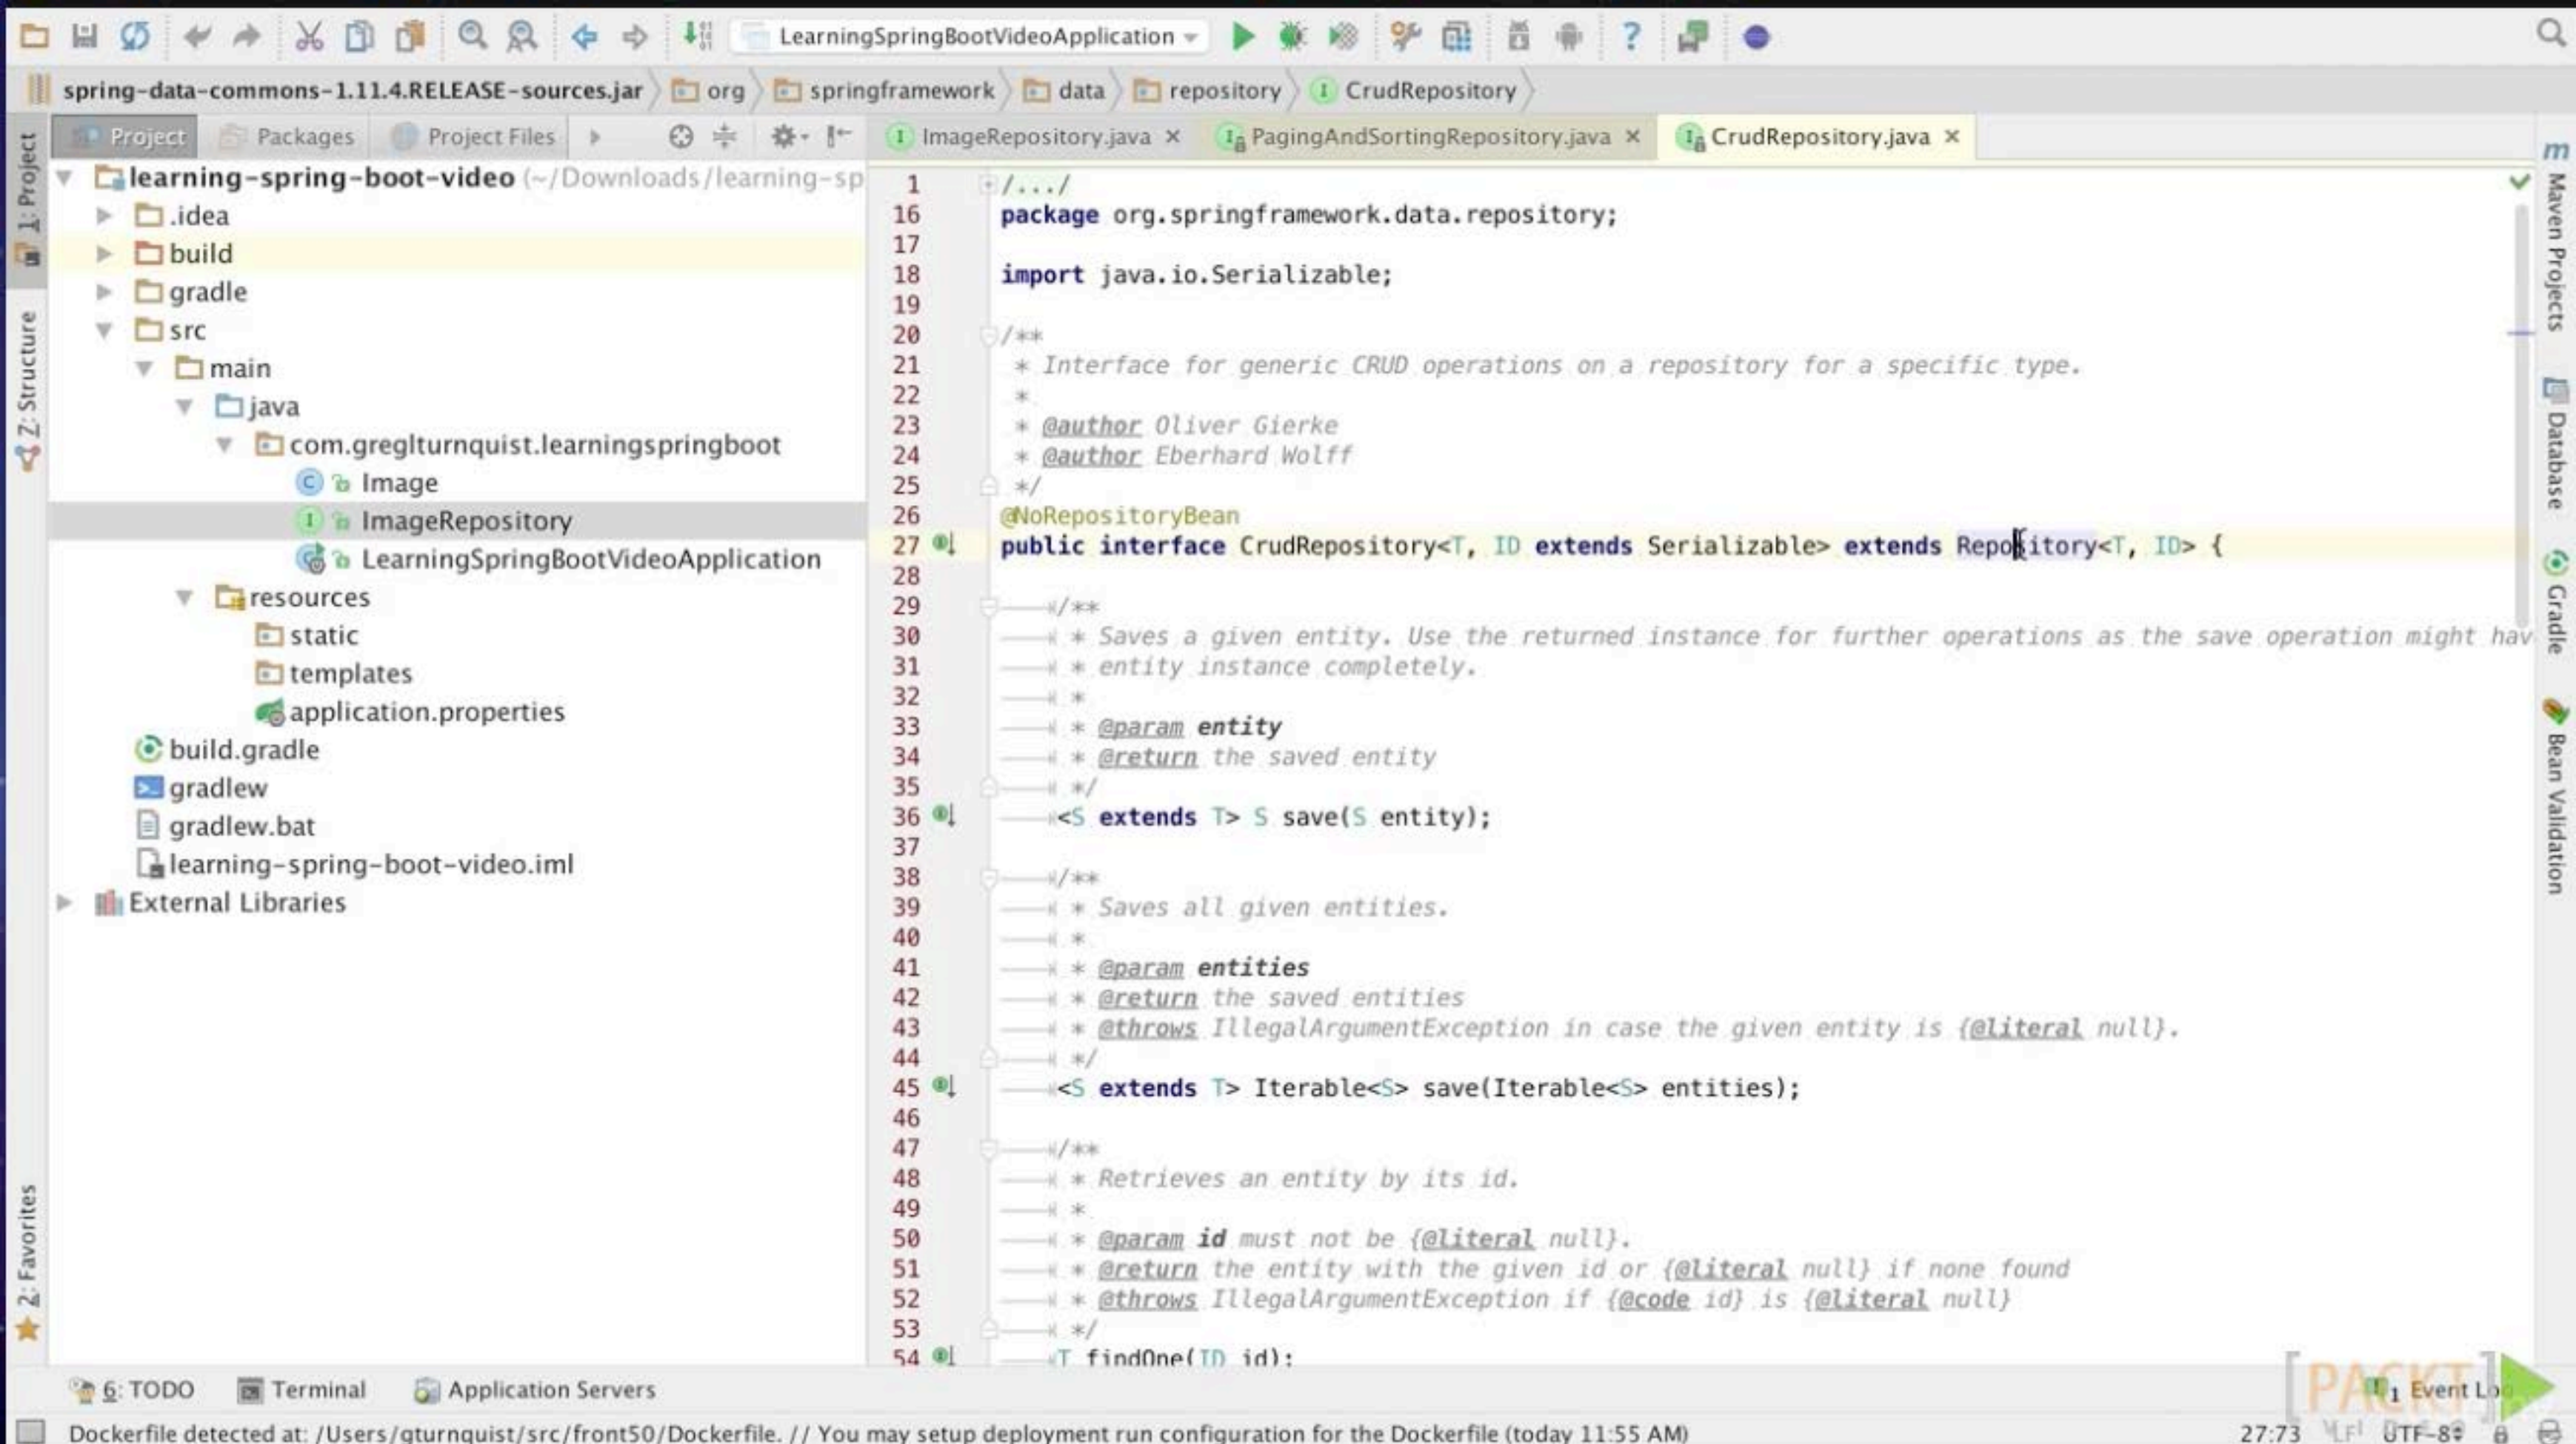 LearningSpringBootVideoApplication
spring-data-commons-1.11.4.RELEASE-sources.jar org springframework data repository CrudRepository
Project Packages Project Files
ImageRepository.java PagingAndSortingRepository.java CrudRepository.java
1: Project
Z: Structure
2: Favorites
learning-spring-boot-video (~/Downloads/learning-sp
.idea
build
gradle
src
main
java
com.greglturnquist.learningspringboot
Image
ImageRepository
LearningSpringBootVideoApplication
resources
static
templates
application.properties
build.gradle
gradlew
gradlew.bat
learning-spring-boot-video.iml
External Libraries
1 /.../
16 package org.springframework.data.repository;
17
18 import java.io.Serializable;
19
20 /**
21 * Interface for generic CRUD operations on a repository for a specific type.
22 *
23 * @author Oliver Gierke
24 * @author Eberhard Wolff
25 */
26 @NoRepositoryBean
27 public interface CrudRepository<T, ID extends Serializable> extends Repository<T, ID> {
28
29 /**
30 * Saves a given entity. Use the returned instance for further operations as the save operation might hav
31 * entity instance completely.
32 *
33 * @param entity
34 * @return the saved entity
35 */
36 <S extends T> S save(S entity);
37
38 /**
39 * Saves all given entities.
40 *
41 * @param entities
42 * @return the saved entities
43 * @throws IllegalArgumentException in case the given entity is {@literal null}.
44 */
45 <S extends T> Iterable<S> save(Iterable<S> entities);
46
47 /**
48 * Retrieves an entity by its id.
49 *
50 * @param id must not be {@literal null}.
51 * @return the entity with the given id or {@literal null} if none found
52 * @throws IllegalArgumentException if {@code id} is {@literal null}
53 */
54 T findOne(ID id);
Maven Projects
Database
Gradle
Bean Validation
6: TODO Terminal Application Servers
PACKT
1 Event Lo
Dockerfile detected at: /Users/gturnquist/src/front50/Dockerfile. // You may setup deployment run configuration for the Dockerfile (today 11:55 AM)
27:73 LF UTF-8